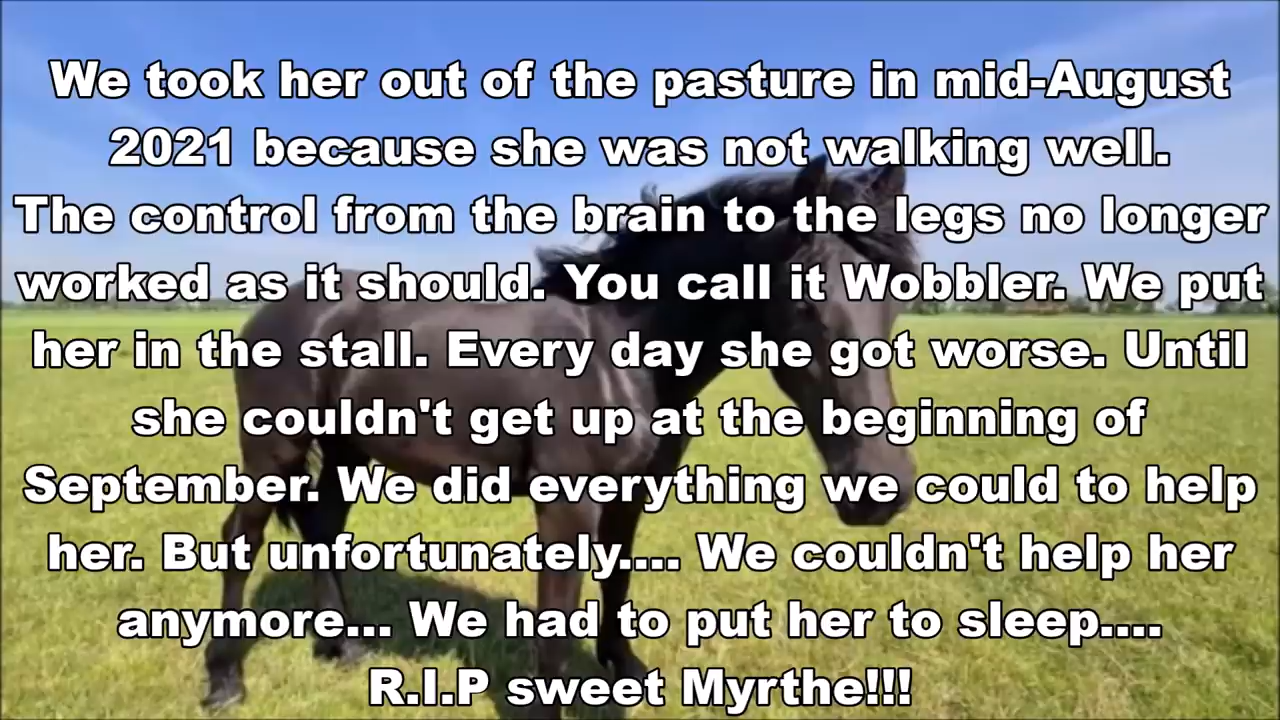 We took her out of the pasture in mid-August
2021 because she was not walking well.
The control from the brain to the legs no longer
worked as it should. You call it Wobbler. We put
her in the stall. Every day she got worse. Until
she couldn't get up at the beginning of
September. We did everything we could to help
her. But unfortunately.... We couldn't help her
anymore... We had to put her to sleep....
R.I.P sweet Myrthe!!!